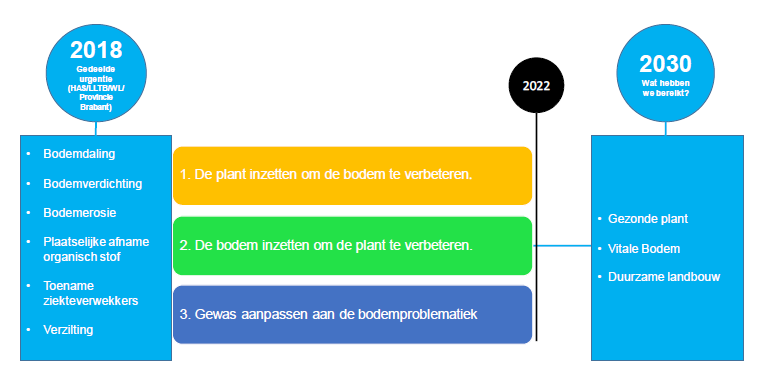 2018
Gedeelde
urgentie
(HAS/LLTB/WL/
Provincie
Brabant)
• Bodemdaling
• Bodemverdichting
• Bodemerosie
• Plaatselijke afname
organisch stof
• Toename
ziekteverwekkers
• Verzilting
1. De plant inzetten om de bodem te verbeteren.
2. De bodem inzetten om de plant te verbeteren.
3. Gewas aanpassen aan de bodemproblematiek
2022
2030
Wat hebben
we bereikt?
• Gezonde plant
• Vitale Bodem
• Duurzame landbouw